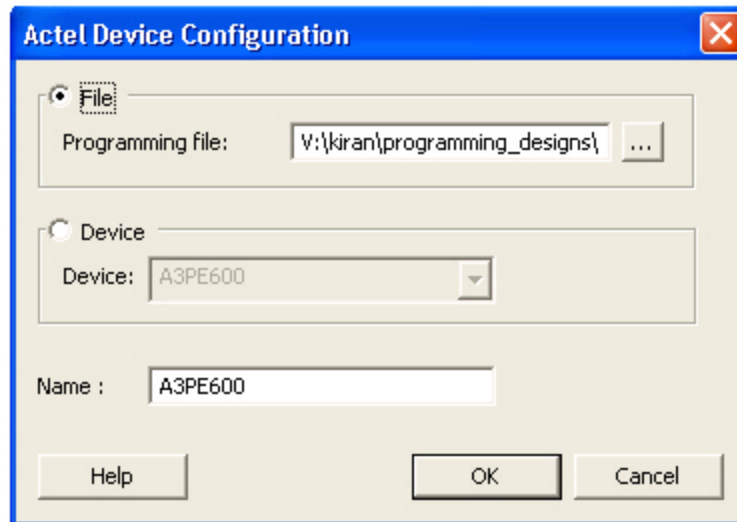 Actel Device Configuration
File
Programming file: V:\kiran\programming_designs\ ...
Device
Device: A3PE600
Name : A3PE600
Help OK Cancel